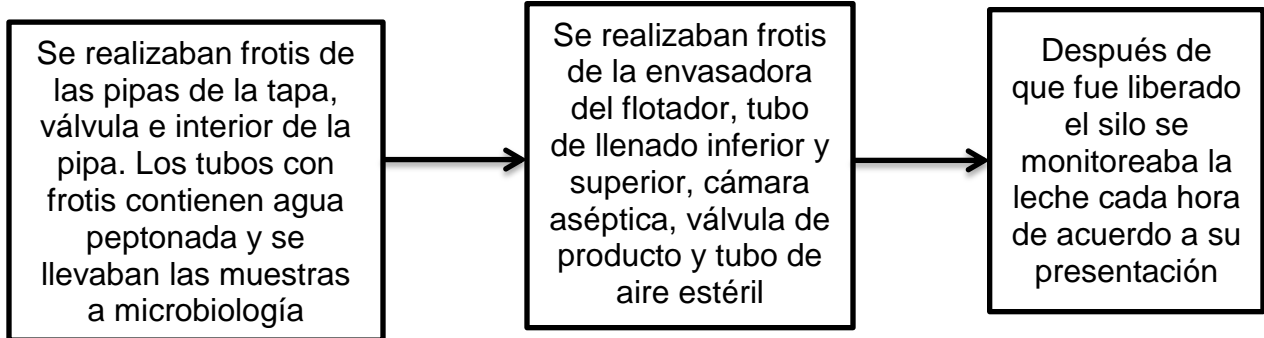 Se realizaban frotis de
las pipas de la tapa,
válvula e interior de la
pipa. Los tubos con
frotis contienen agua
peptonada y se
llevaban las muestras
a microbiología
Se realizaban frotis
de la envasadora
del flotador, tubo
de llenado inferior y
superior, cámara
aséptica, válvula de
producto y tubo de
aire estéril
Después de
que fue liberado
el silo se
monitoreaba la
leche cada hora
de acuerdo a su
presentación